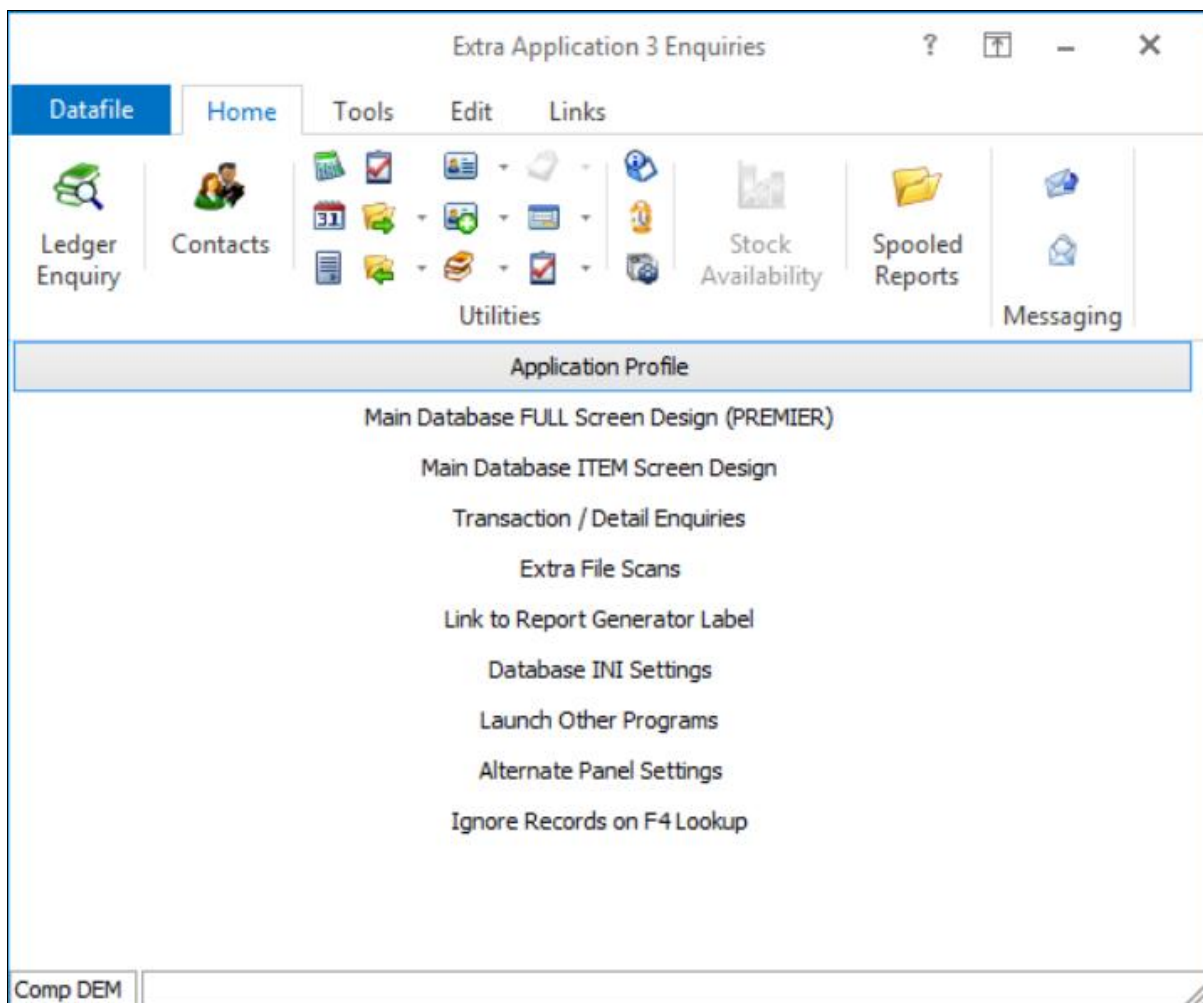 Extra Application 3 Enquiries
Datafile Home Tools Edit Links
Ledger
Enquiry
Contacts
31
Utilities
Stock
Availability
Spooled
Reports
Messaging
Application Profile
Main Database FULL Screen Design (PREMIER)
Main Database ITEM Screen Design
Transaction / Detail Enquiries
Extra File Scans
Link to Report Generator Label
Database INI Settings
Launch Other Programs
Alternate Panel Settings
Ignore Records on F4 Lookup
Comp DEM